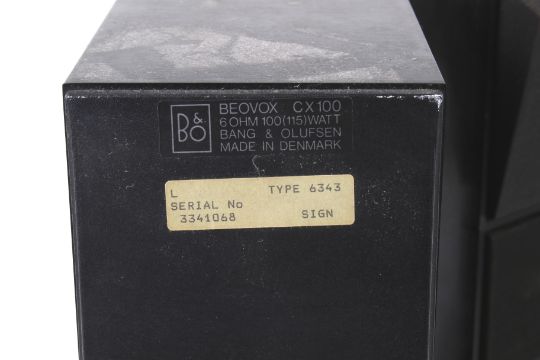 B&O
BEOVOX CX100
6 OHM 100(115)WATT
BANG & OLUFSEN
MADE IN DENMARK
L TYPE 6343
SERIAL No
3341068 SIGN